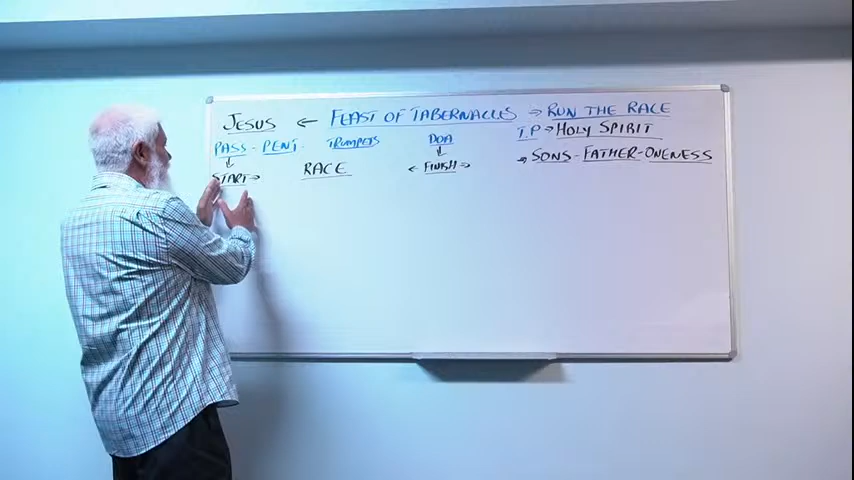 JESUS ← FEAST OF TABERNACLES → RUN THE RACE
PASS - PENT. TRUMPETS DOA T.P → HOLY SPIRIT
↓ ↓
START → RACE ← FINISH → → SONS - FATHER - ONENESS